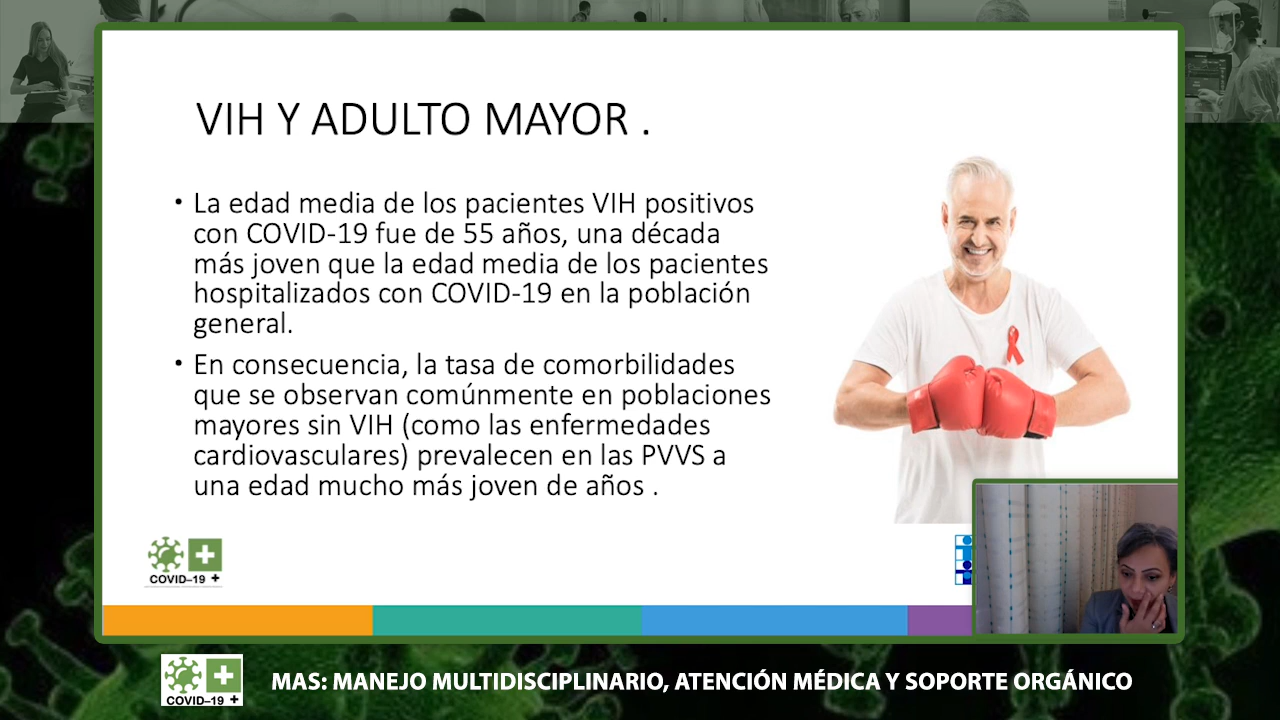 VIH Y ADULTO MAYOR .
• La edad media de los pacientes VIH positivos
con COVID-19 fue de 55 años, una década
más joven que la edad media de los pacientes
hospitalizados con COVID-19 en la población
general.
• En consecuencia, la tasa de comorbilidades
que se observan comúnmente en poblaciones
mayores sin VIH (como las enfermedades
cardiovasculares) prevalecen en las PVVS a
una edad mucho más joven de años .
COVID–19 +
COVID–19 +
MAS: MANEJO MULTIDISCIPLINARIO, ATENCIÓN MÉDICA Y SOPORTE ORGÁNICO